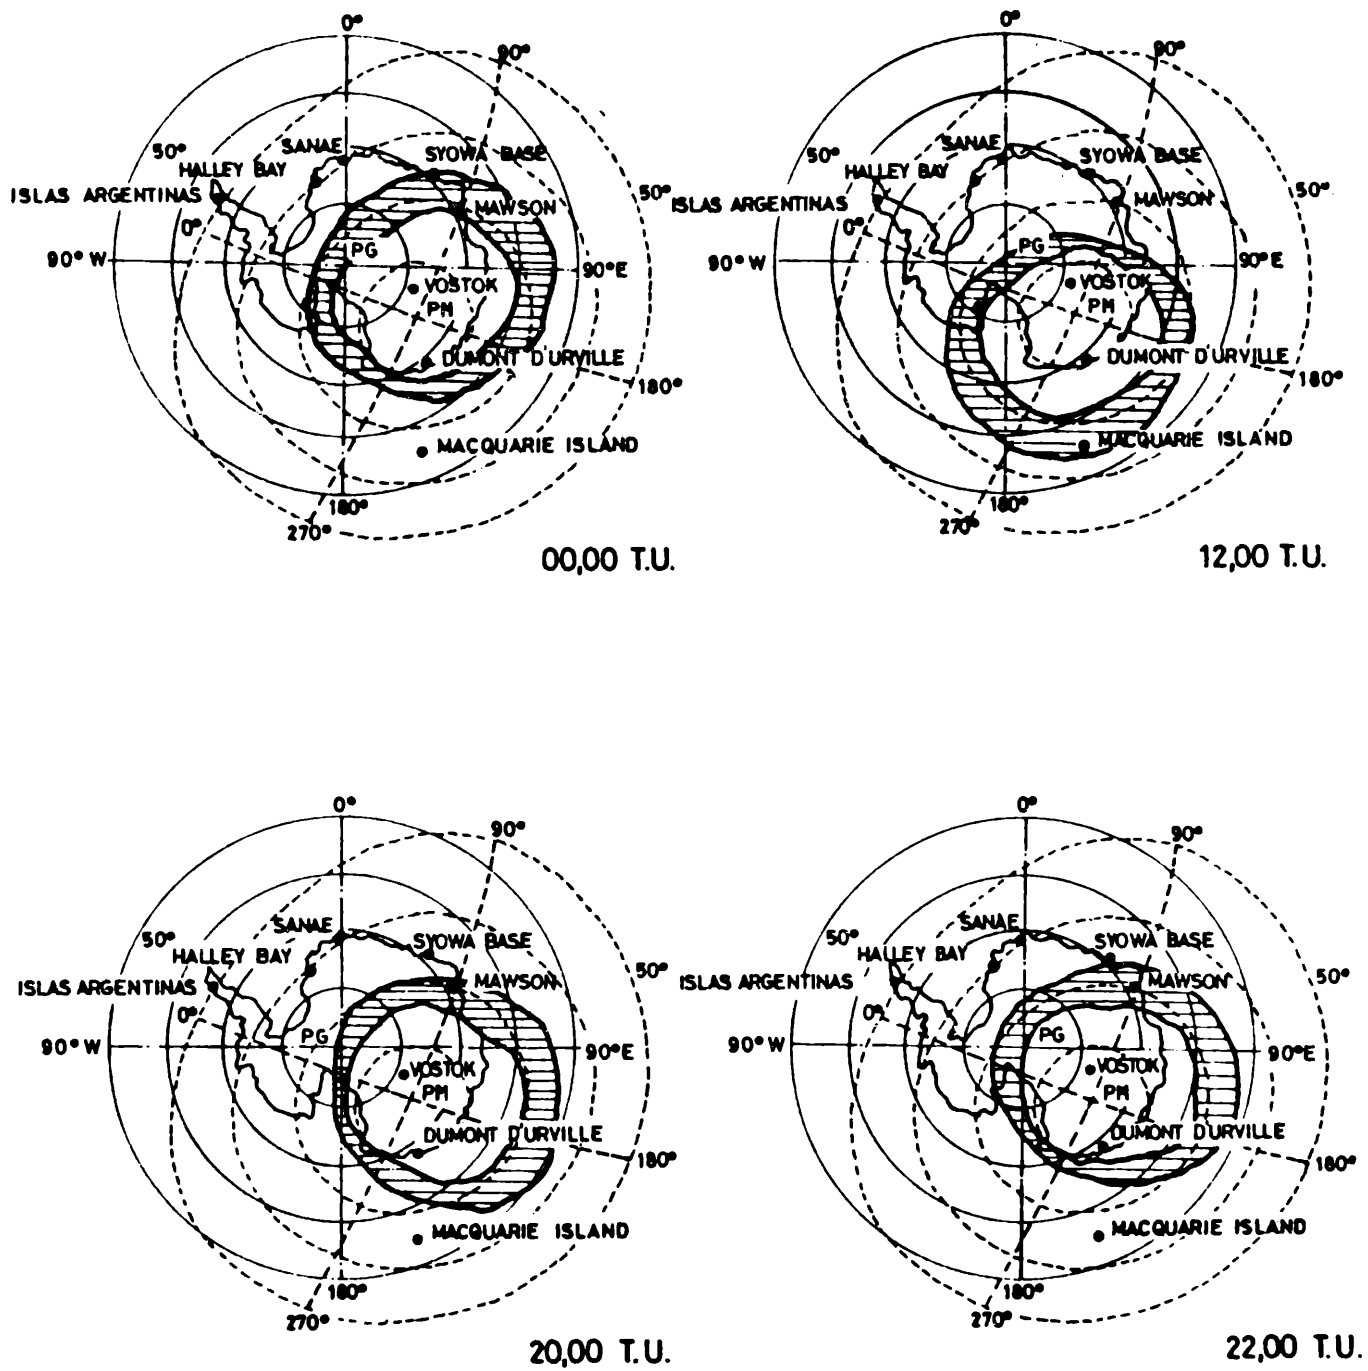 0°
90°
50°
SANAE
SYOWA BASE
HALLEY BAY
ISLAS ARGENTINAS
50°
MAWSON
0°
PG
90° W
90°E
VOSTOK
PM
DUMONT D'URVILLE
180°
MACQUARIE ISLAND
180°
270°
00,00 T.U.
0°
90°
50°
SANAE
SYOWA BASE
HALLEY BAY
50°
ISLAS ARGENTINAS
MAWSON
0°
PG
90° W
90°E
VOSTOK
PM
DUMONT D'URVILLE
180°
MACQUARIE ISLAND
180°
270°
12,00 T.U.
0°
90°
SANAE
50°
SYOWA BASE
HALLEY BAY
50°
ISLAS ARGENTINAS
MAWSON
0°
PG
90° W
90°E
VOSTOK
PM
DUMONT D'URVILLE
180°
MACQUARIE ISLAND
180°
270°
20,00 T.U.
0°
90°
SANAE
50°
SYOWA BASE
HALLEY BAY
50°
ISLAS ARGENTINAS
MAWSON
0°
PG
90° W
90°E
VOSTOK
PM
DUMONT D'URVILLE
180°
MACQUARIE ISLAND
180°
270°
22,00 T.U.